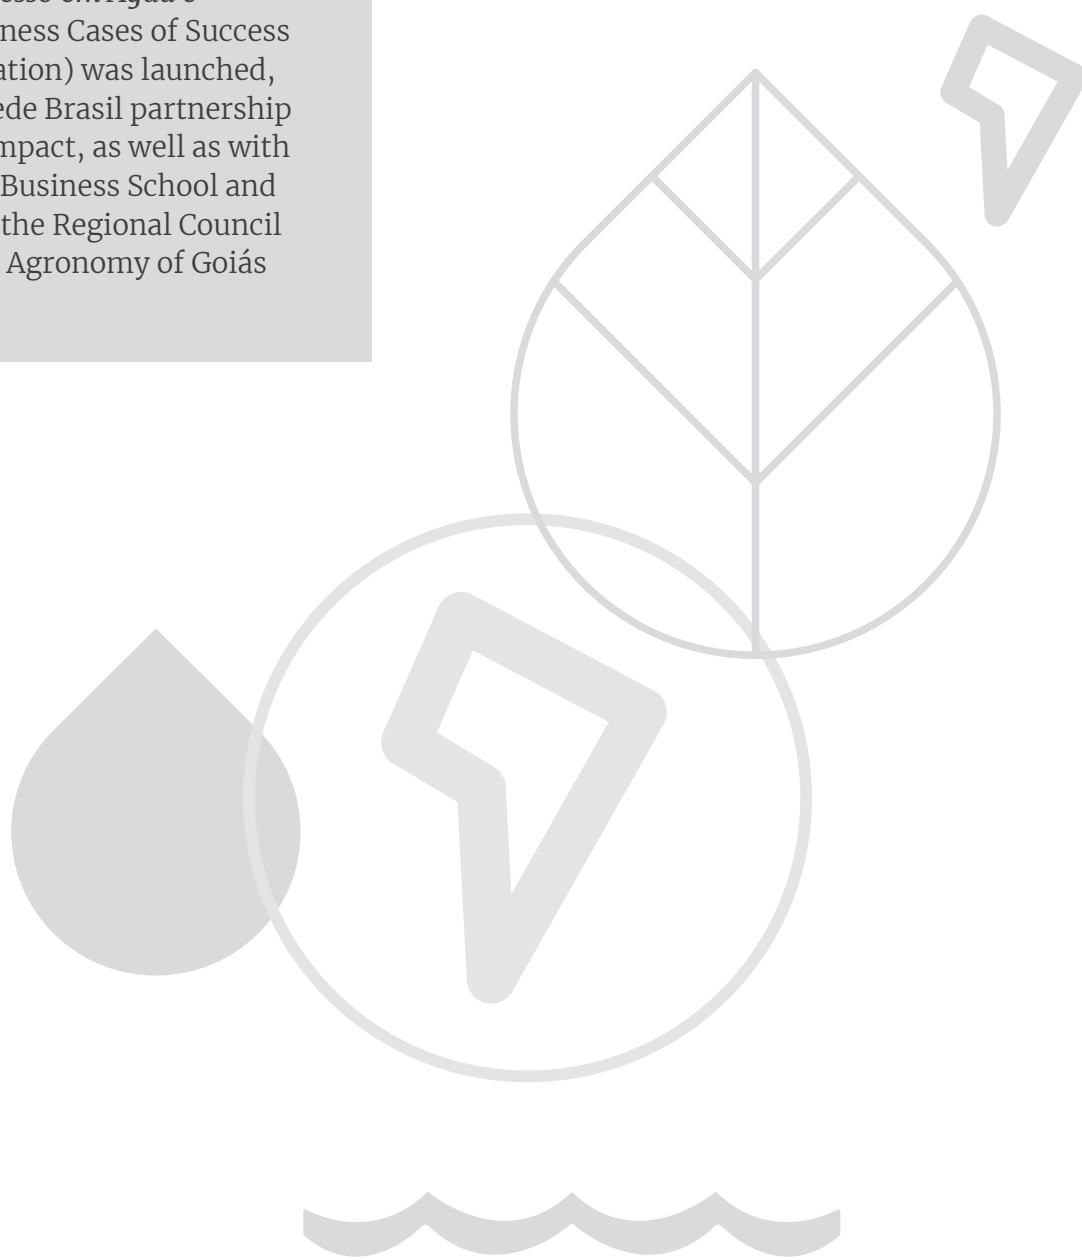 ness Cases of Success
ation) was launched,
ede Brasil partnership
mpact, as well as with
Business School and
the Regional Council
Agronomy of Goiás